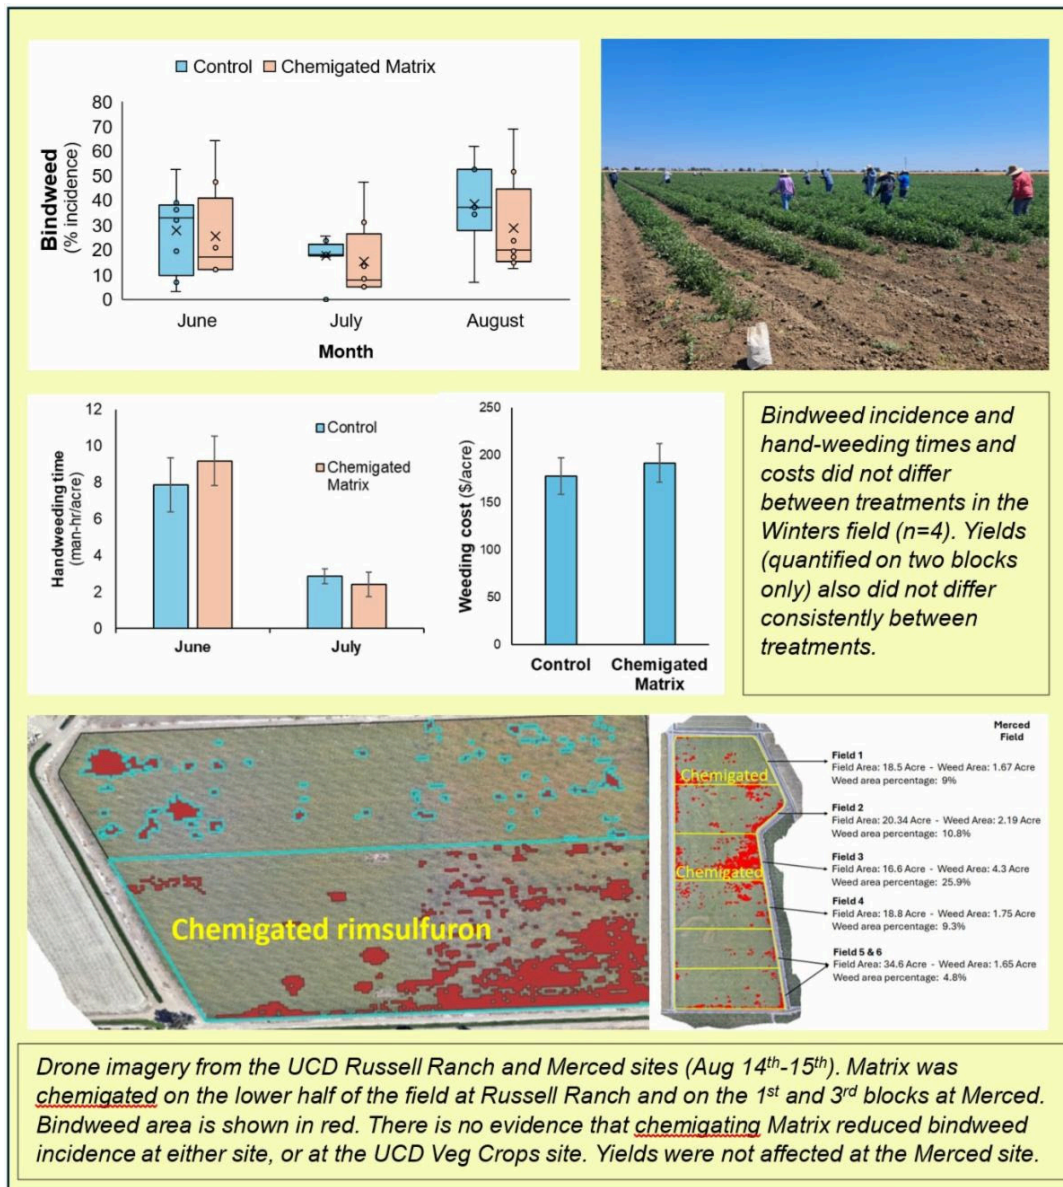 Control Chemigated Matrix
80
70
60
50
40
30
20
10
0
Bindweed
(% incidence)
June July August
Month
12
10
8
6
4
2
0
Handweeding time
(man-hr/acre)
Control
Chemigated
Matrix
June July
250
200
150
100
50
0
Weeding cost ($/acre)
Control Chemigated
Matrix
Bindweed incidence and
hand-weeding times and
costs did not differ
between treatments in the
Winters field (n=4). Yields
(quantified on two blocks
only) also did not differ
consistently between
treatments.
Chemigated rimsulfuron
Merced
Field
Chemigated
Chemigated
Field 1
Field Area: 18.5 Acre - Weed Area: 1.67 Acre
Weed area percentage: 9%
Field 2
Field Area: 20.34 Acre - Weed Area: 2.19 Acre
Weed area percentage: 10.8%
Field 3
Field Area: 16.6 Acre - Weed Area: 4.3 Acre
Weed area percentage: 25.9%
Field 4
Field Area: 18.8 Acre - Weed Area: 1.75 Acre
Weed area percentage: 9.3%
Field 5 & 6
Field Area: 34.6 Acre - Weed Area: 1.65 Acre
Weed area percentage: 4.8%
Drone imagery from the UCD Russell Ranch and Merced sites (Aug 14th-15th). Matrix was
chemigated on the lower half of the field at Russell Ranch and on the 1st and 3rd blocks at Merced.
Bindweed area is shown in red. There is no evidence that chemigating Matrix reduced bindweed
incidence at either site, or at the UCD Veg Crops site. Yields were not affected at the Merced site.